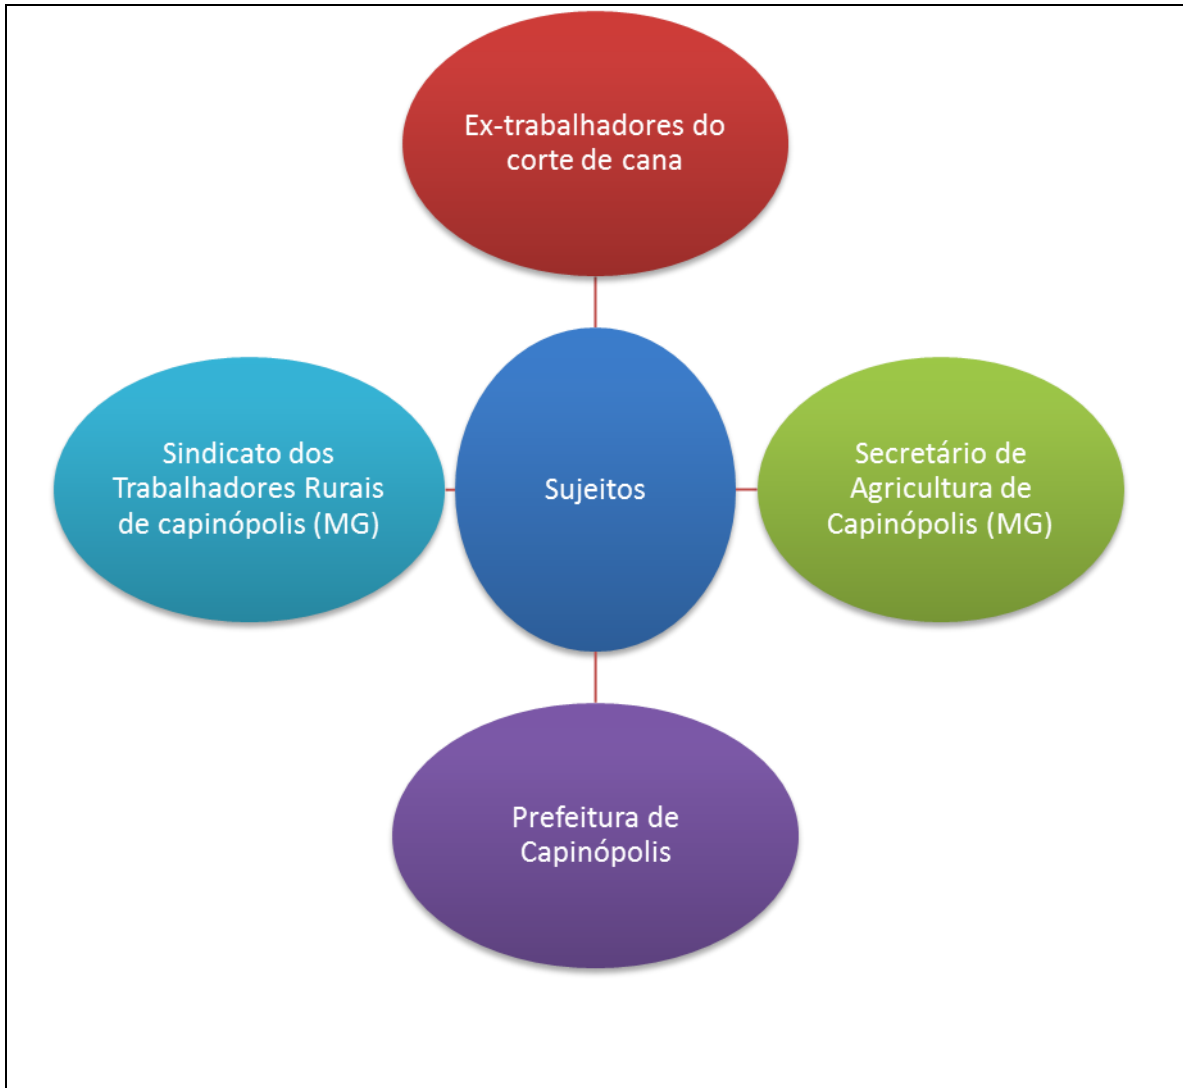 Ex-trabalhadores do
corte de cana
Sindicato dos
Trabalhadores Rurais
de capinópolis (MG)
Sujeitos
Secretário de
Agricultura de
Capinópolis (MG)
Prefeitura de
Capinópolis